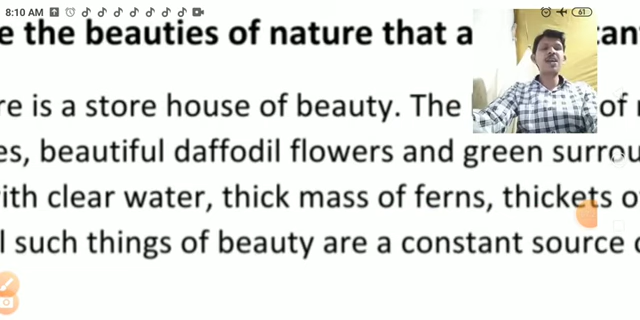 8:10 AM
61
e the beauties of nature that a
re is a store house of beauty. The of
es, beautiful daffodil flowers and green surrou
ith clear water, thick mass of ferns, thickets o
l such things of beauty are a constant source